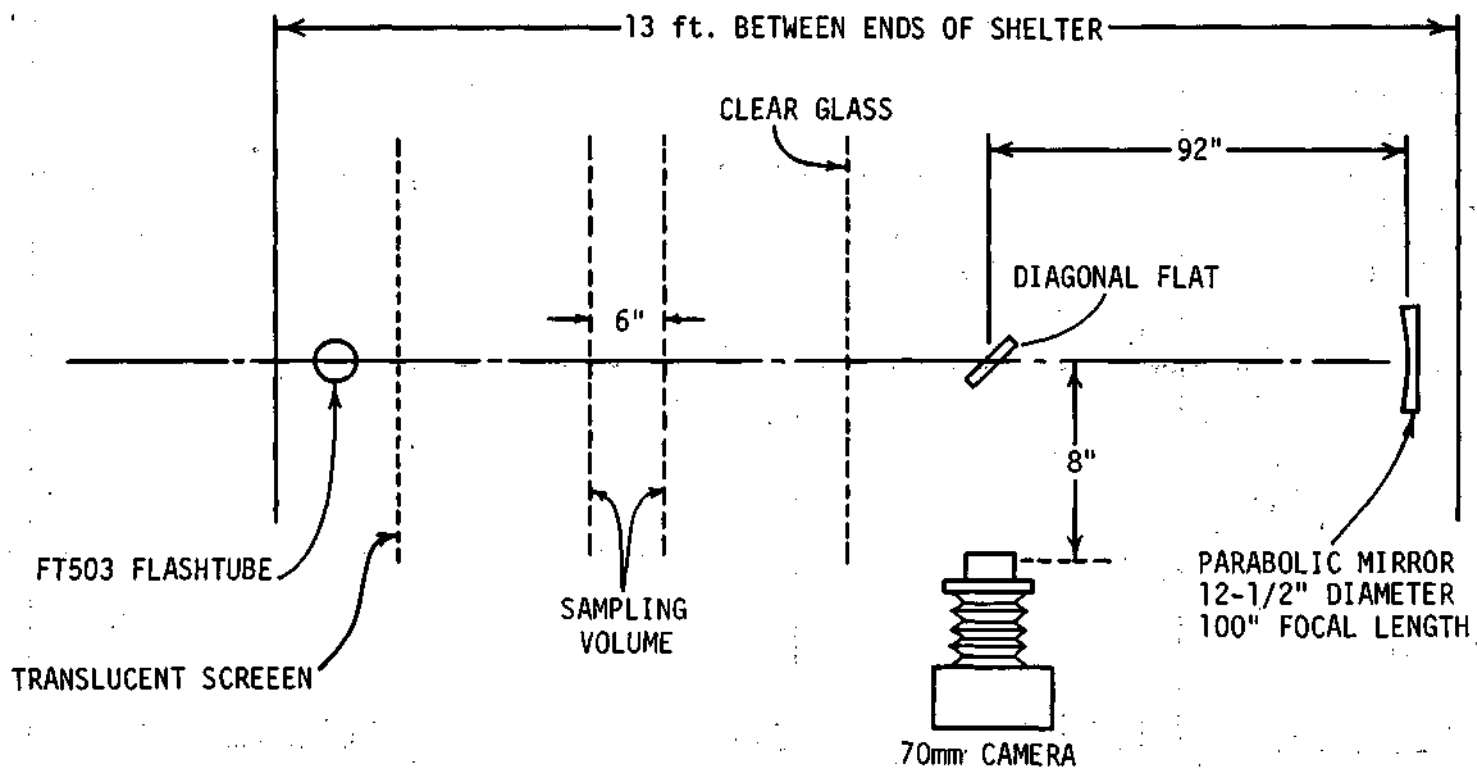 13 ft. BETWEEN ENDS OF SHELTER
CLEAR GLASS
92"
DIAGONAL FLAT
6"
8"
FT503 FLASHTUBE
SAMPLING
VOLUME
PARABOLIC MIRROR
12-1/2" DIAMETER
100" FOCAL LENGTH
TRANSLUCENT SCREEEN
70mm CAMERA